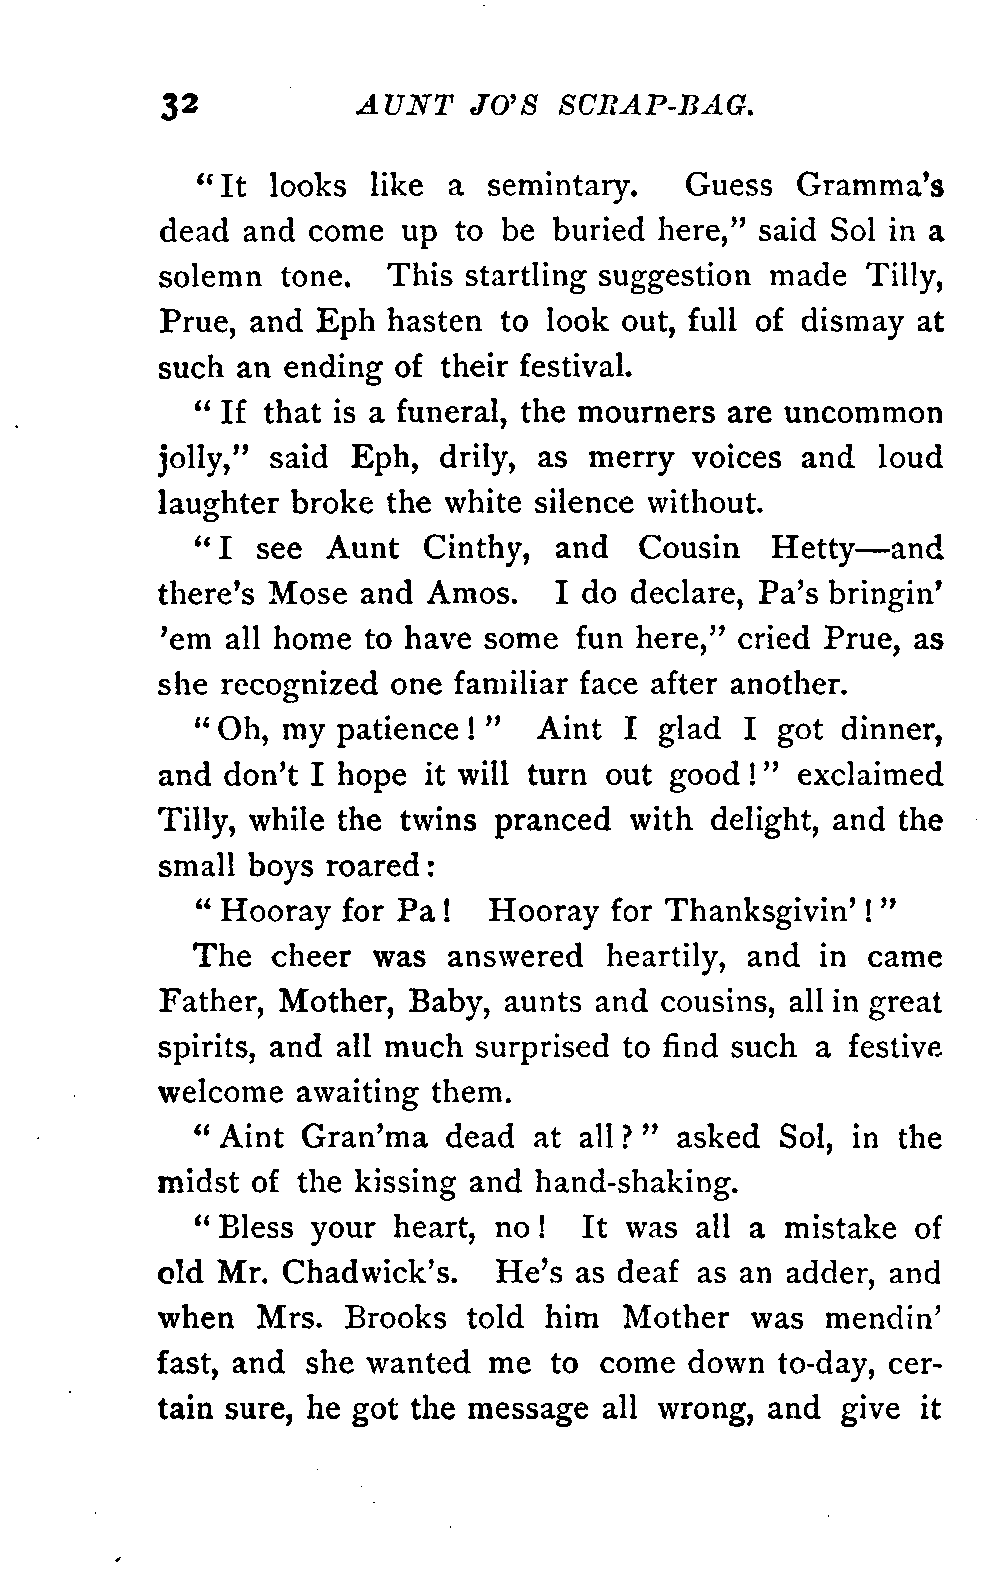 32 AUNT JO'S SCRAP-BAG.
"It looks like a semintary. Guess Gramma's
dead and come up to be buried here," said Sol in a
solemn tone. This startling suggestion made Tilly,
Prue, and Eph hasten to look out, full of dismay at
such an ending of their festival.
"If that is a funeral, the mourners are uncommon
jolly," said Eph, drily, as merry voices and loud
laughter broke the white silence without.
"I see Aunt Cinthy, and Cousin Hetty—and
there's Mose and Amos. I do declare, Pa's bringin'
'em all home to have some fun here," cried Prue, as
she recognized one familiar face after another.
"Oh, my patience!" Aint I glad I got dinner,
and don't I hope it will turn out good!" exclaimed
Tilly, while the twins pranced with delight, and the
small boys roared:
"Hooray for Pa! Hooray for Thanksgivin'!"
The cheer was answered heartily, and in came
Father, Mother, Baby, aunts and cousins, all in great
spirits, and all much surprised to find such a festive
welcome awaiting them.
"Aint Gran'ma dead at all?" asked Sol, in the
midst of the kissing and hand-shaking.
"Bless your heart, no! It was all a mistake of
old Mr. Chadwick's. He's as deaf as an adder, and
when Mrs. Brooks told him Mother was mendin'
fast, and she wanted me to come down to-day, cer-
tain sure, he got the message all wrong, and give it